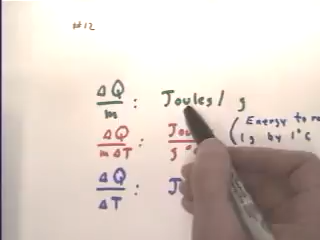 #12
ΔQ/m : Joules/g
ΔQ/mΔT : Jou g° (Energy to
1g by 1°C
ΔQ/ΔT : J